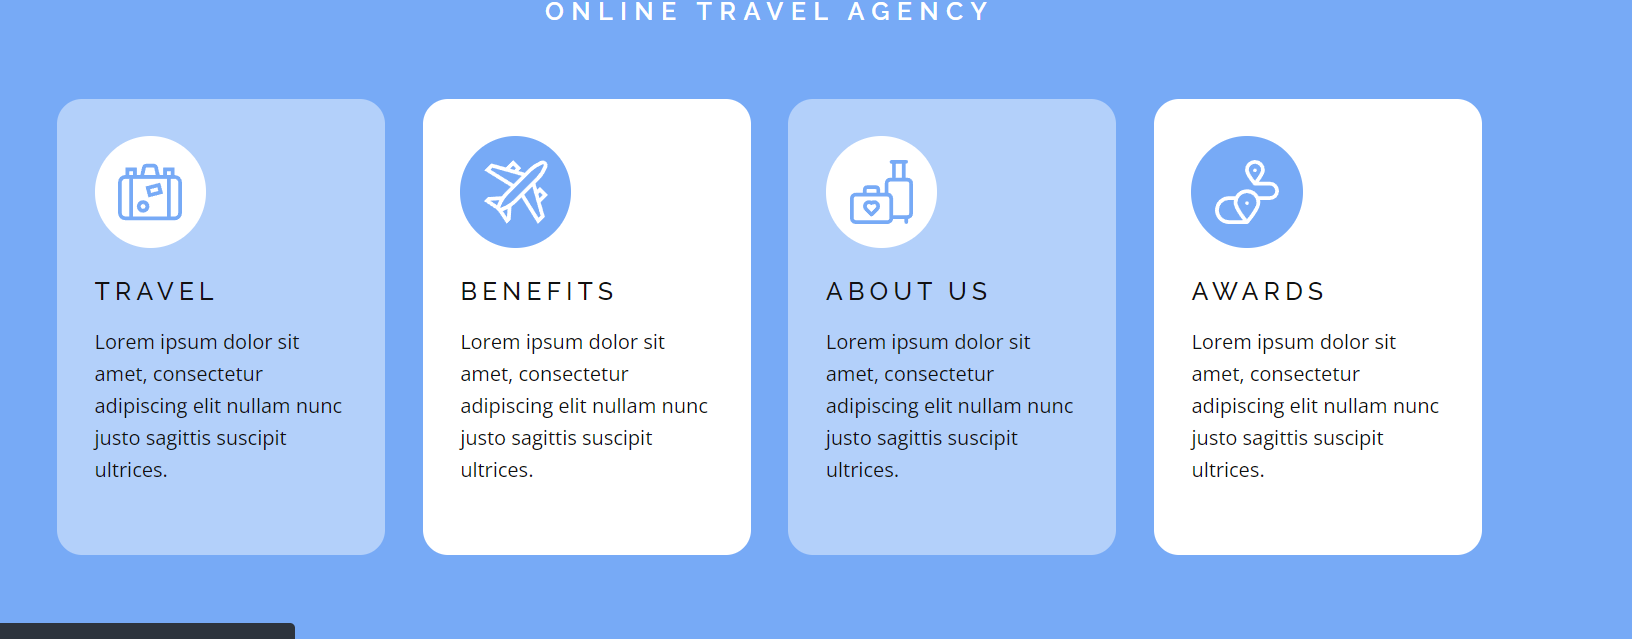 ONLINE TRAVEL AGENCY
TRAVEL
Lorem ipsum dolor sit
amet, consectetur
adipiscing elit nullam nunc
justo sagittis suscipit
ultrices.
BENEFITS
Lorem ipsum dolor sit
amet, consectetur
adipiscing elit nullam nunc
justo sagittis suscipit
ultrices.
ABOUT US
Lorem ipsum dolor sit
amet, consectetur
adipiscing elit nullam nunc
justo sagittis suscipit
ultrices.
AWARDS
Lorem ipsum dolor sit
amet, consectetur
adipiscing elit nullam nunc
justo sagittis suscipit
ultrices.